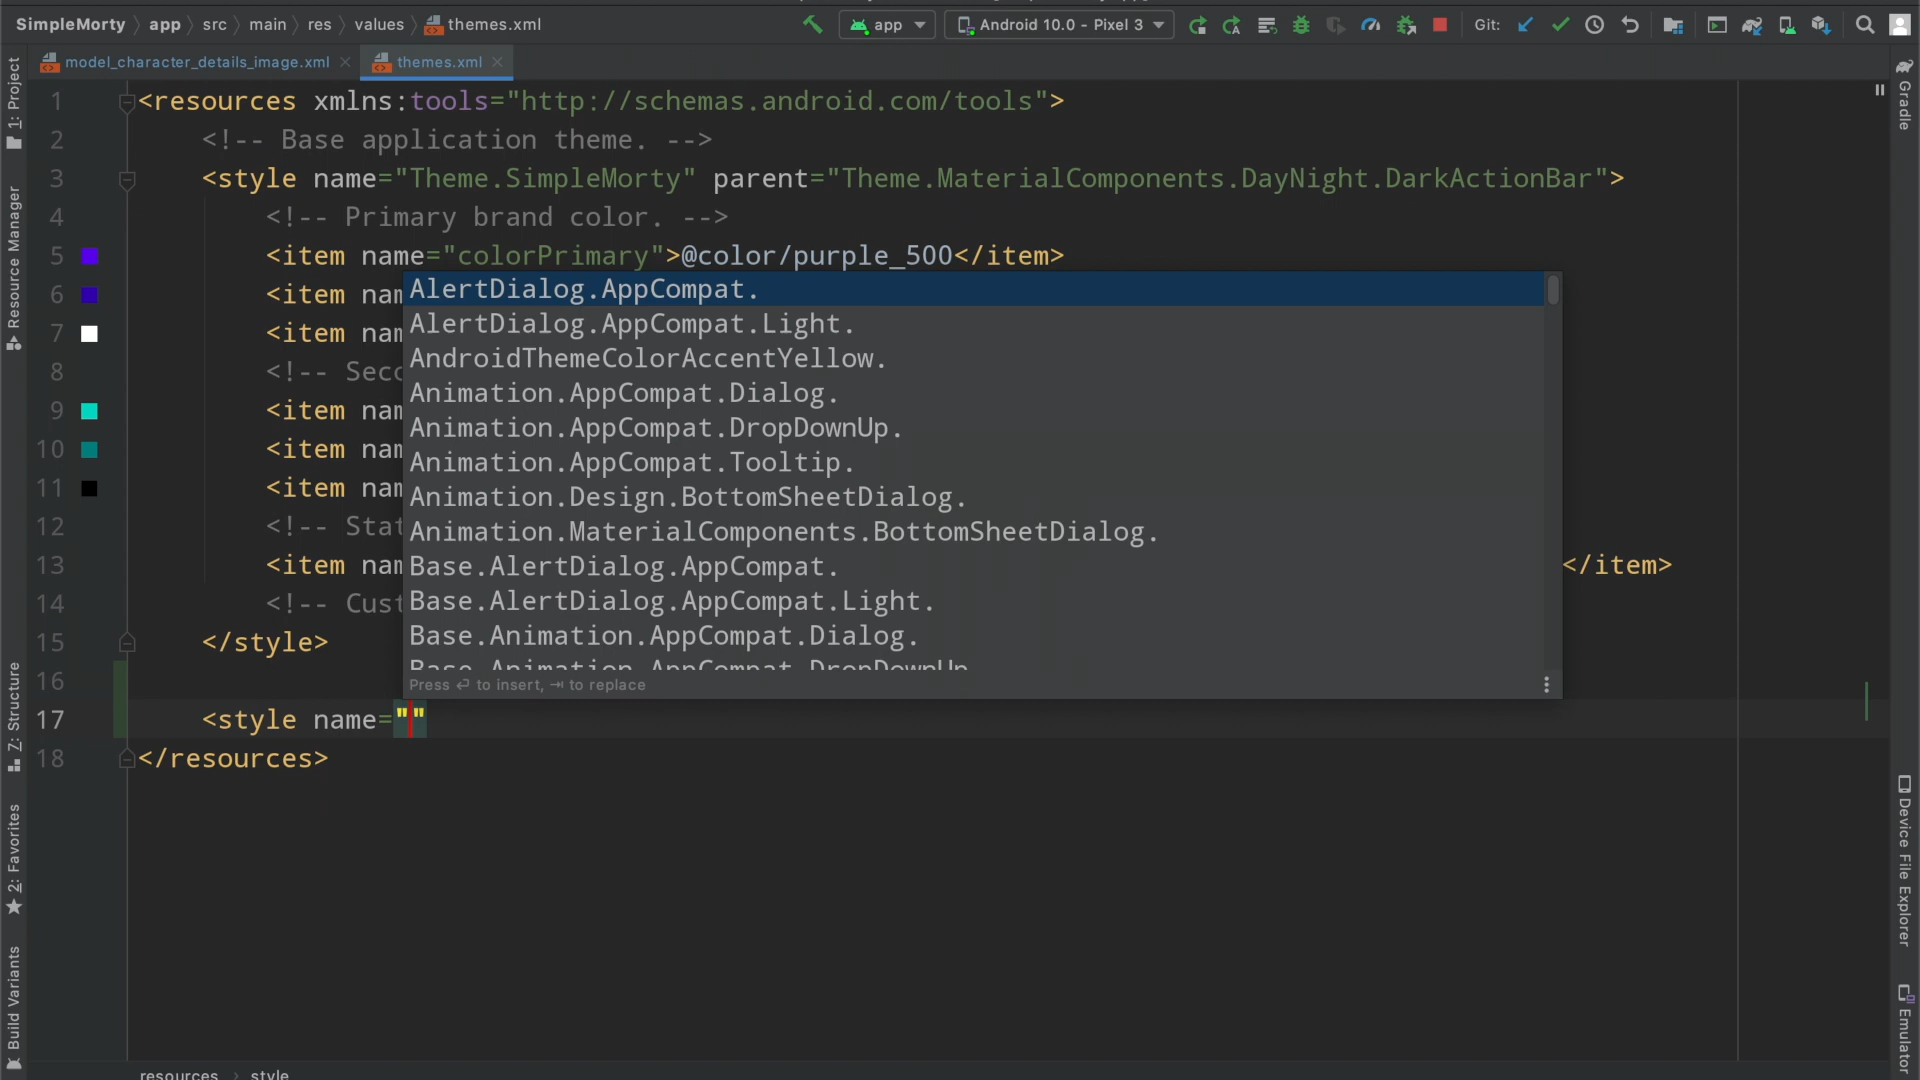 SimpleMorty app src main res values themes.xml app Android 10.0 - Pixel 3 Git:
model_character_details_image.xml themes.xml
1 <resources xmlns:tools="http://schemas.android.com/tools">
2 <!-- Base application theme. -->
3 <style name="Theme.SimpleMorty" parent="Theme.MaterialComponents.DayNight.DarkActionBar">
4 <!-- Primary brand color. -->
5 <item name="colorPrimary">@color/purple_500</item>
6 <item nam
AlertDialog.AppCompat.
7 <item nam
AlertDialog.AppCompat.Light.
AndroidThemeColorAccentYellow.
8 <!-- Seco
Animation.AppCompat.Dialog.
9 <item nam
Animation.AppCompat.DropDownUp.
10 <item nam
Animation.AppCompat.Tooltip.
11 <item nam
Animation.Design.BottomSheetDialog.
12 <!-- Stat
Animation.MaterialComponents.BottomSheetDialog.
13 <item nam </item>
Base.AlertDialog.AppCompat.
14 <!-- Cust
Base.AlertDialog.AppCompat.Light.
15 </style>
Base.Animation.AppCompat.Dialog.
Base.Animation.AppCompat.DropDownUp
16
Press ↵ to insert, ⇥ to replace
17 <style name=""
18 </resources>
resources › style
1: Project
Resource Manager
Z: Structure
2: Favorites
Build Variants
Gradle
Device File Explorer
Emulator